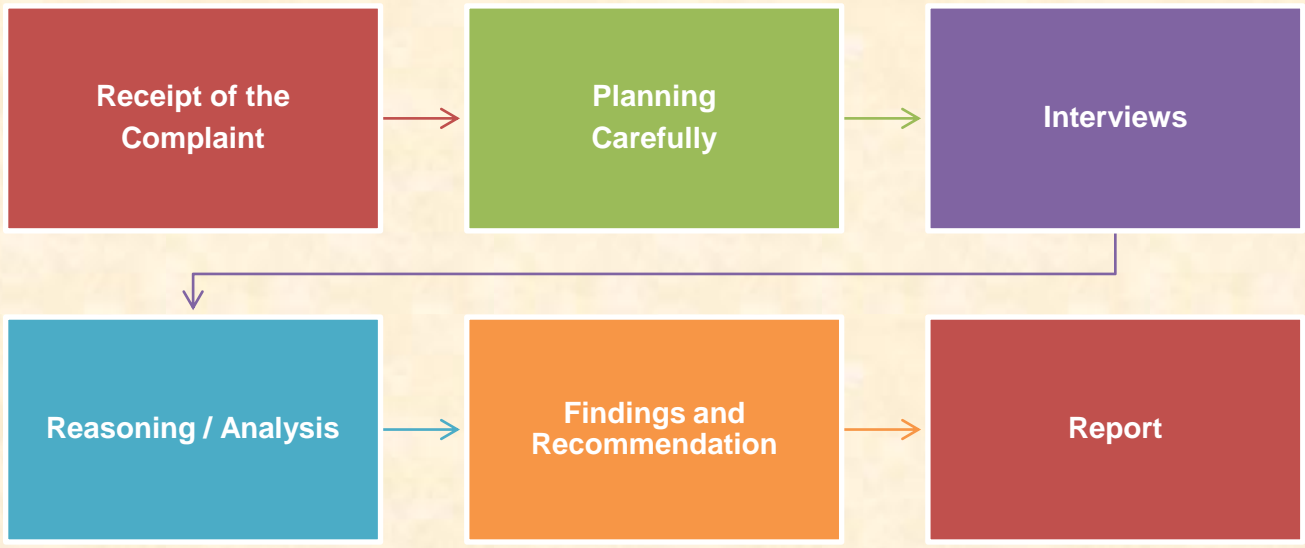 Receipt of the
Complaint
Planning
Carefully
Interviews
Reasoning / Analysis
Findings and
Recommendation
Report